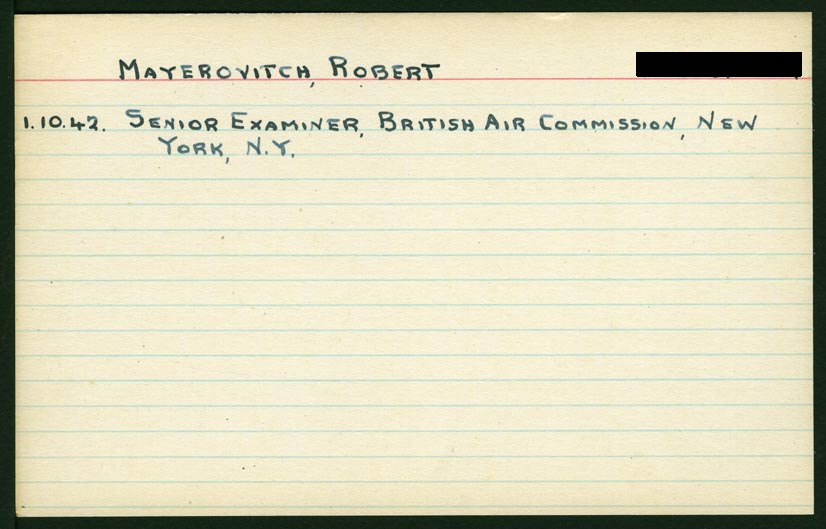 MAYEROVITCH, ROBERT
1.10.42. SENIOR EXAMINER, BRITISH AIR COMMISSION, NEW
YORK, N.Y.